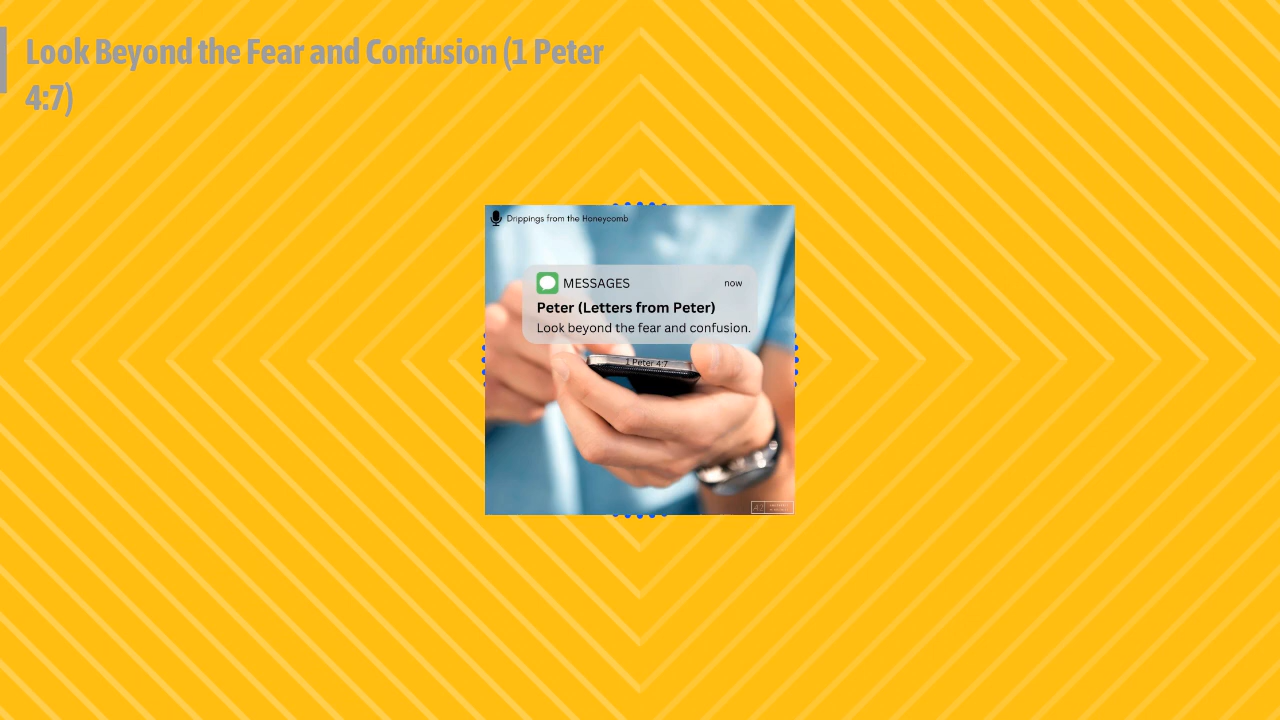 Look Beyond the Fear and Confusion (1 Peter
4:7)
Drippings from the Honeycomb
MESSAGES
now
Peter (Letters from Peter)
Look beyond the fear and confusion.
1 Peter 4:7